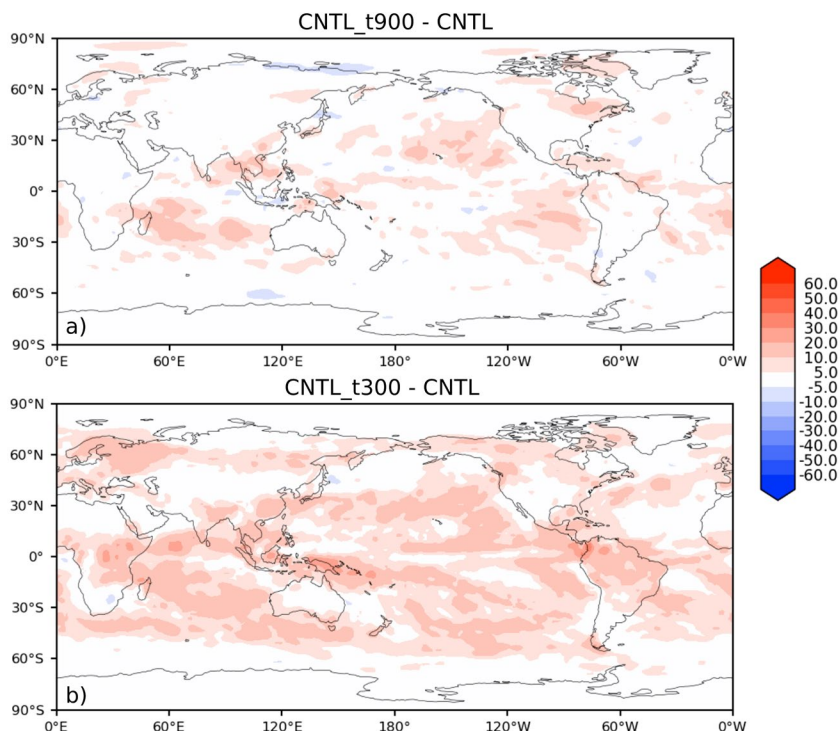 CNTL_t900 - CNTL
90°N
60°N
30°N
0°
30°S
60°S
90°S
a)
0°E
60°E
120°E
180°
120°W
60°W
0°W
CNTL_t300 - CNTL
90°N
60°N
30°N
0°
30°S
60°S
90°S
b)
0°E
60°E
120°E
180°
120°W
60°W
0°W
60.0
50.0
40.0
30.0
20.0
10.0
5.0
-5.0
-10.0
-20.0
-30.0
-40.0
-50.0
-60.0